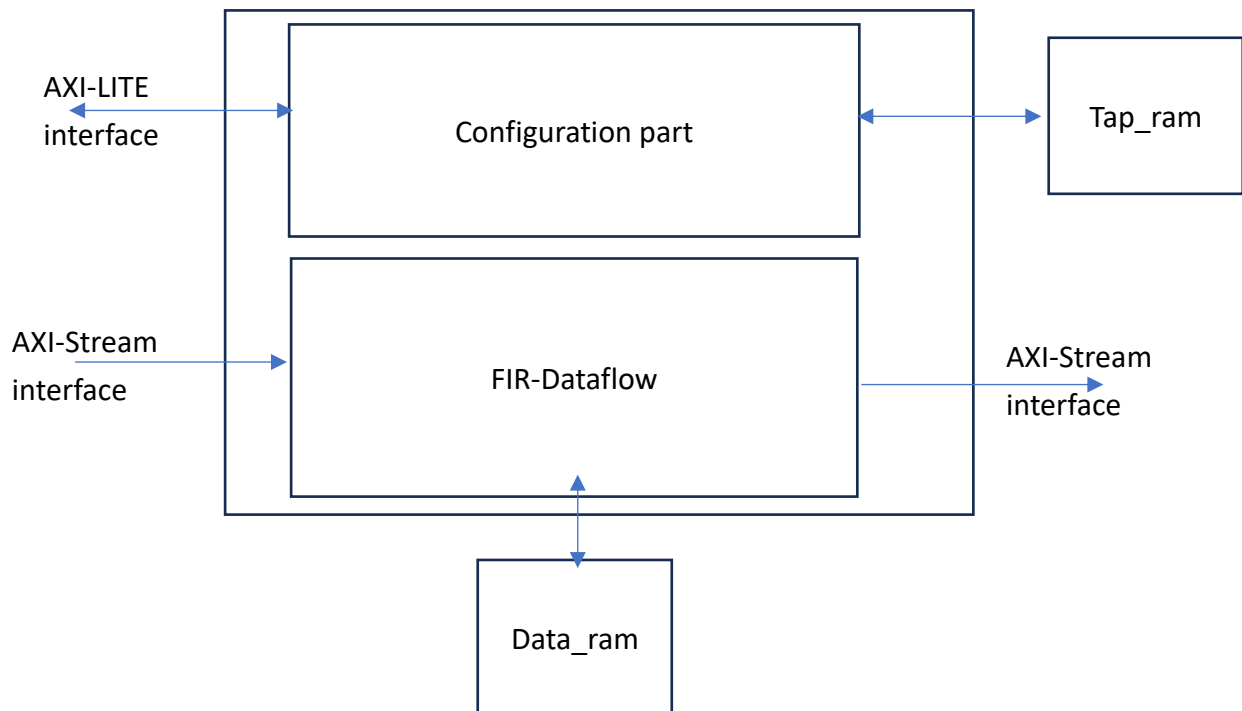 AXI-LITE
interface
Configuration part
Tap_ram
AXI-Stream
interface
FIR-Dataflow
AXI-Stream
interface
Data_ram